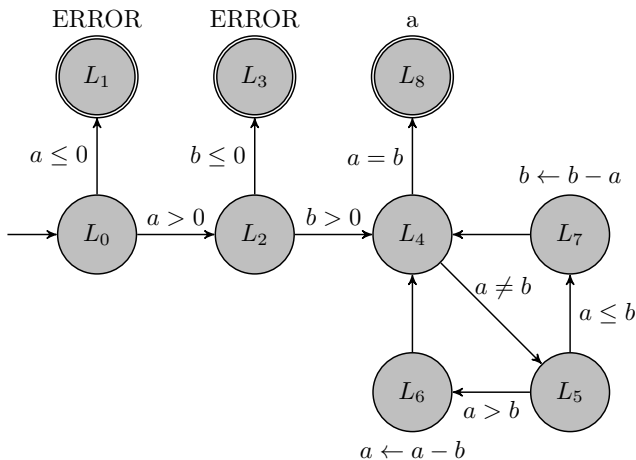 ERROR
ERROR
a
L₁
L₃
L₈
a ≤ 0
b ≤ 0
a = b
b ← b − a
L₀
a > 0
L₂
b > 0
L₄
L₇
a ≠ b
a ≤ b
L₆
a > b
L₅
a ← a − b